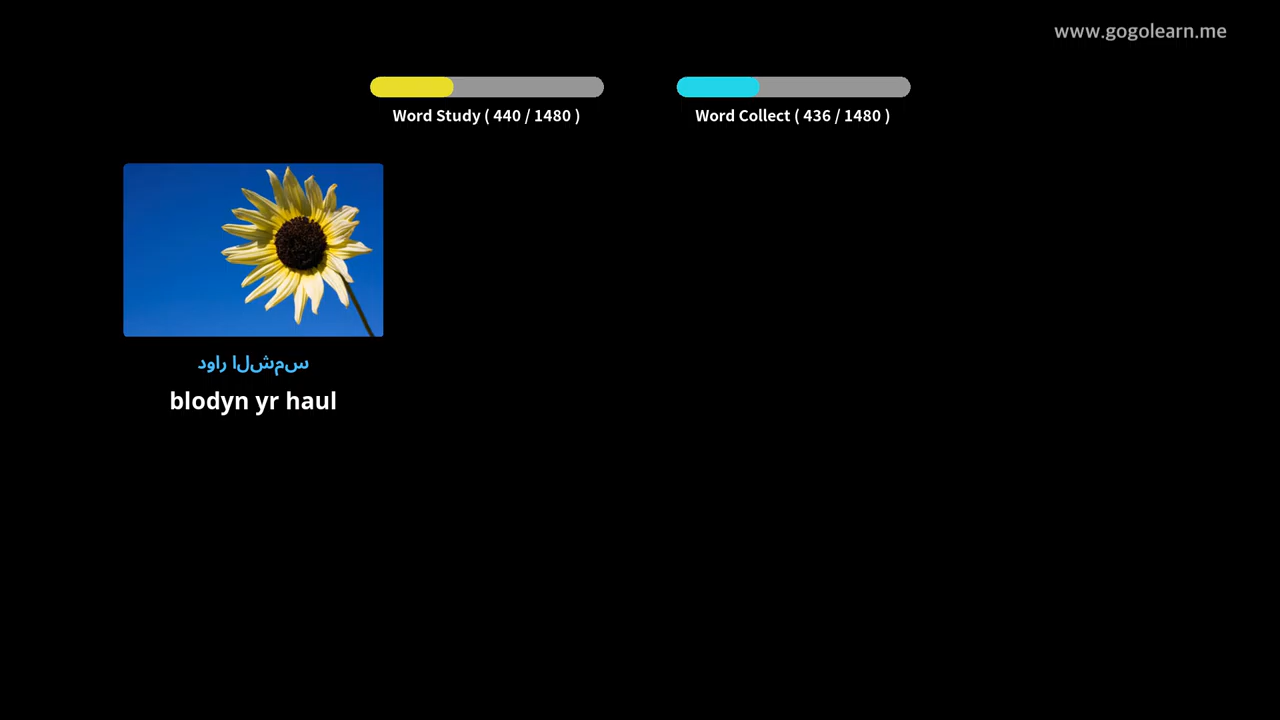 www.gogolearn.me
Word Study ( 440 / 1480 )
Word Collect ( 436 / 1480 )
دوار الشمس
blodyn yr haul